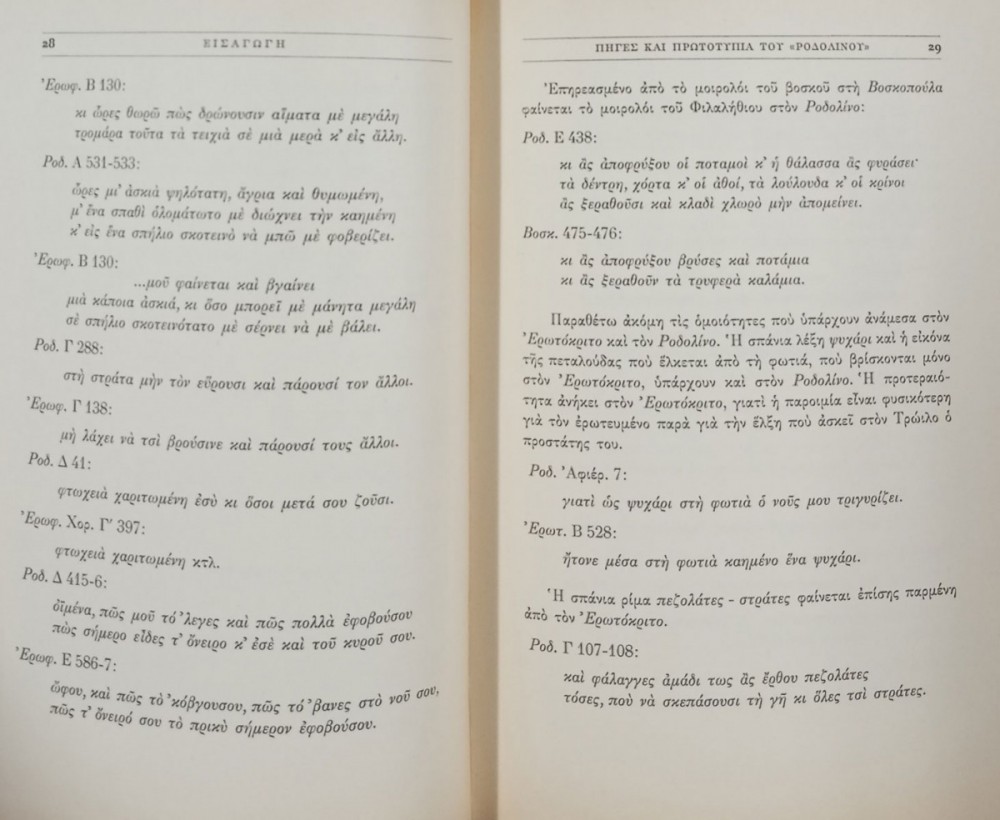 28 ΕΙΣΑΓΩΓΗ
Ἐρωφ. Β 130:
κι ὧρες θωρῶ πὼς δρώνουσιν αἵματα μὲ μεγάλη
τρομάρα τοῦτα τὰ τειχιὰ σὲ μιὰ μερὰ κ' εἰς ἄλλη.
Ροδ. Α 531-533:
ὧρες μι' ἀσκιὰ ψηλότατη, ἄγρια καὶ θυμωμένη,
μ' ἕνα σπαθὶ ὁλομάτωτο μὲ διώχνει τὴν καημένη
κ' εἰς ἕνα σπήλιο σκοτεινὸ νὰ μπῶ μὲ φοβερίζει.
Ἐρωφ. Β 130:
...μοῦ φαίνεται καὶ βγαίνει
μιὰ κάποια ἀσκιά, κι ὅσο μπορεῖ μὲ μάνητα μεγάλη
σὲ σπήλιο σκοτεινότατο μὲ σέρνει νὰ μὲ βάλει.
Ροδ. Γ 288:
στὴ στράτα μὴν τὸν εὕρουσι καὶ πάρουσί τον ἄλλοι.
Ἐρωφ. Γ 138:
μὴ λάχει νὰ τσὶ βρούσινε καὶ πάρουσί τους ἄλλοι.
Ροδ. Δ 41:
φτωχειὰ χαριτωμένη ἐσὺ κι ὅσοι μετά σου ζοῦσι.
Ἐρωφ. Χορ. Γ' 397:
φτωχειὰ χαριτωμένη κτλ.
Ροδ. Δ 415-6:
οἰμένα, πῶς μοῦ τό 'λεγες καὶ πῶς πολλὰ ἐφοβούσου
πὼς σήμερο εἶδες τ' ὄνειρο κ' ἐσὲ καὶ τοῦ κυροῦ σου.
Ἐρωφ. Ε 586-7:
ὤφου, καὶ πῶς τὸ 'κόβγουσου, πῶς τό 'βανες στὸ νοῦ σου,
πῶς τ' ὄνειρό σου τὸ πρικὺ σήμερον ἐφοβούσου.
ΠΗΓΕΣ ΚΑΙ ΠΡΩΤΟΤΥΠΙΑ ΤΟΥ «ΡΟΔΟΛΙΝΟΥ» 29
Ἐπηρεασμένο ἀπὸ τὸ μοιρολόι τοῦ βοσκοῦ στὴ Βοσκοπούλα
φαίνεται τὸ μοιρολόι τοῦ Φιλαλήθιου στὸν Ροδολίνο:
Ροδ. Ε 438:
κι ἂς ἀποφρύξου οἱ ποταμοὶ κ' ἡ θάλασσα ἂς φυράσει·
τὰ δέντρη, χόρτα κ' οἱ ἀθοί, τὰ λούλουδα κ' οἱ κρίνοι
ἂς ξεραθοῦσι καὶ κλαδὶ χλωρὸ μὴν ἀπομείνει.
Βοσκ. 475-476:
κι ἂς ἀποφρύξου βρύσες καὶ ποτάμια
κι ἂς ξεραθοῦν τὰ τρυφερὰ καλάμια.
Παραθέτω ἀκόμη τὶς ὁμοιότητες ποὺ ὑπάρχουν ἀνάμεσα στὸν
Ἐρωτόκριτο καὶ τὸν Ροδολίνο. Ἡ σπάνια λέξη ψυχάρι καὶ ἡ εἰκόνα
τῆς πεταλούδας ποὺ ἕλκεται ἀπὸ τὴ φωτιά, ποὺ βρίσκονται μόνο
στὸν Ἐρωτόκριτο, ὑπάρχουν καὶ στὸν Ροδολίνο. Ἡ προτεραιό-
τητα ἀνήκει στὸν Ἐρωτόκριτο, γιατὶ ἡ παροιμία εἶναι φυσικότερη
γιὰ τὸν ἐρωτευμένο παρὰ γιὰ τὴν ἕλξη ποὺ ἀσκεῖ στὸν Τρωίλο ὁ
προστάτης του.
Ροδ. Ἀφιέρ. 7:
γιατὶ ὡς ψυχάρι στὴ φωτιὰ ὁ νοῦς μου τριγυρίζει.
Ἐρωτ. Β 528:
ἤτονε μέσα στὴ φωτιὰ καημένο ἕνα ψυχάρι.
Ἡ σπάνια ρίμα πεζολάτες - στράτες φαίνεται ἐπίσης παρμένη
ἀπὸ τὸν Ἐρωτόκριτο.
Ροδ. Γ 107-108:
καὶ φάλαγγες ἀμάδι τως ἂς ἔρθου πεζολάτες
τόσες, ποὺ νὰ σκεπάσουσι τὴ γῆ κι ὅλες τσὶ στράτες.